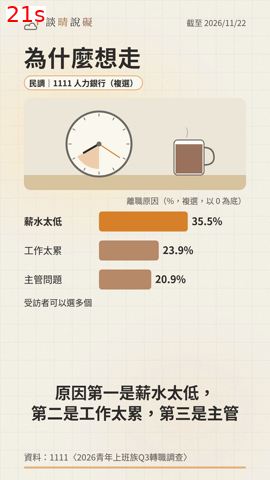 21s
談晴說礙
截至 2026/11/22
為什麼想走
民調｜1111 人力銀行（複選）
離職原因（%，複選，以 0 為底）
薪水太低 35.5%
工作太累 23.9%
主管問題 20.9%
受訪者可以選多個
原因第一是薪水太低，
第二是工作太累，第三是主管
資料：1111〈2026青年上班族Q3轉職調查〉